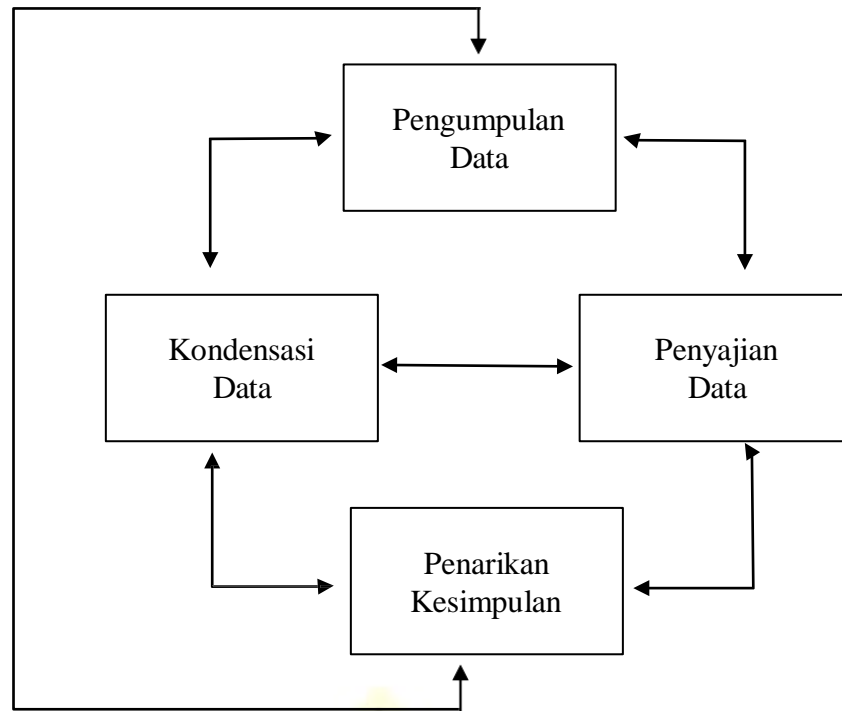 Pengumpulan
Data
Kondensasi
Data
Penyajian
Data
Penarikan
Kesimpulan